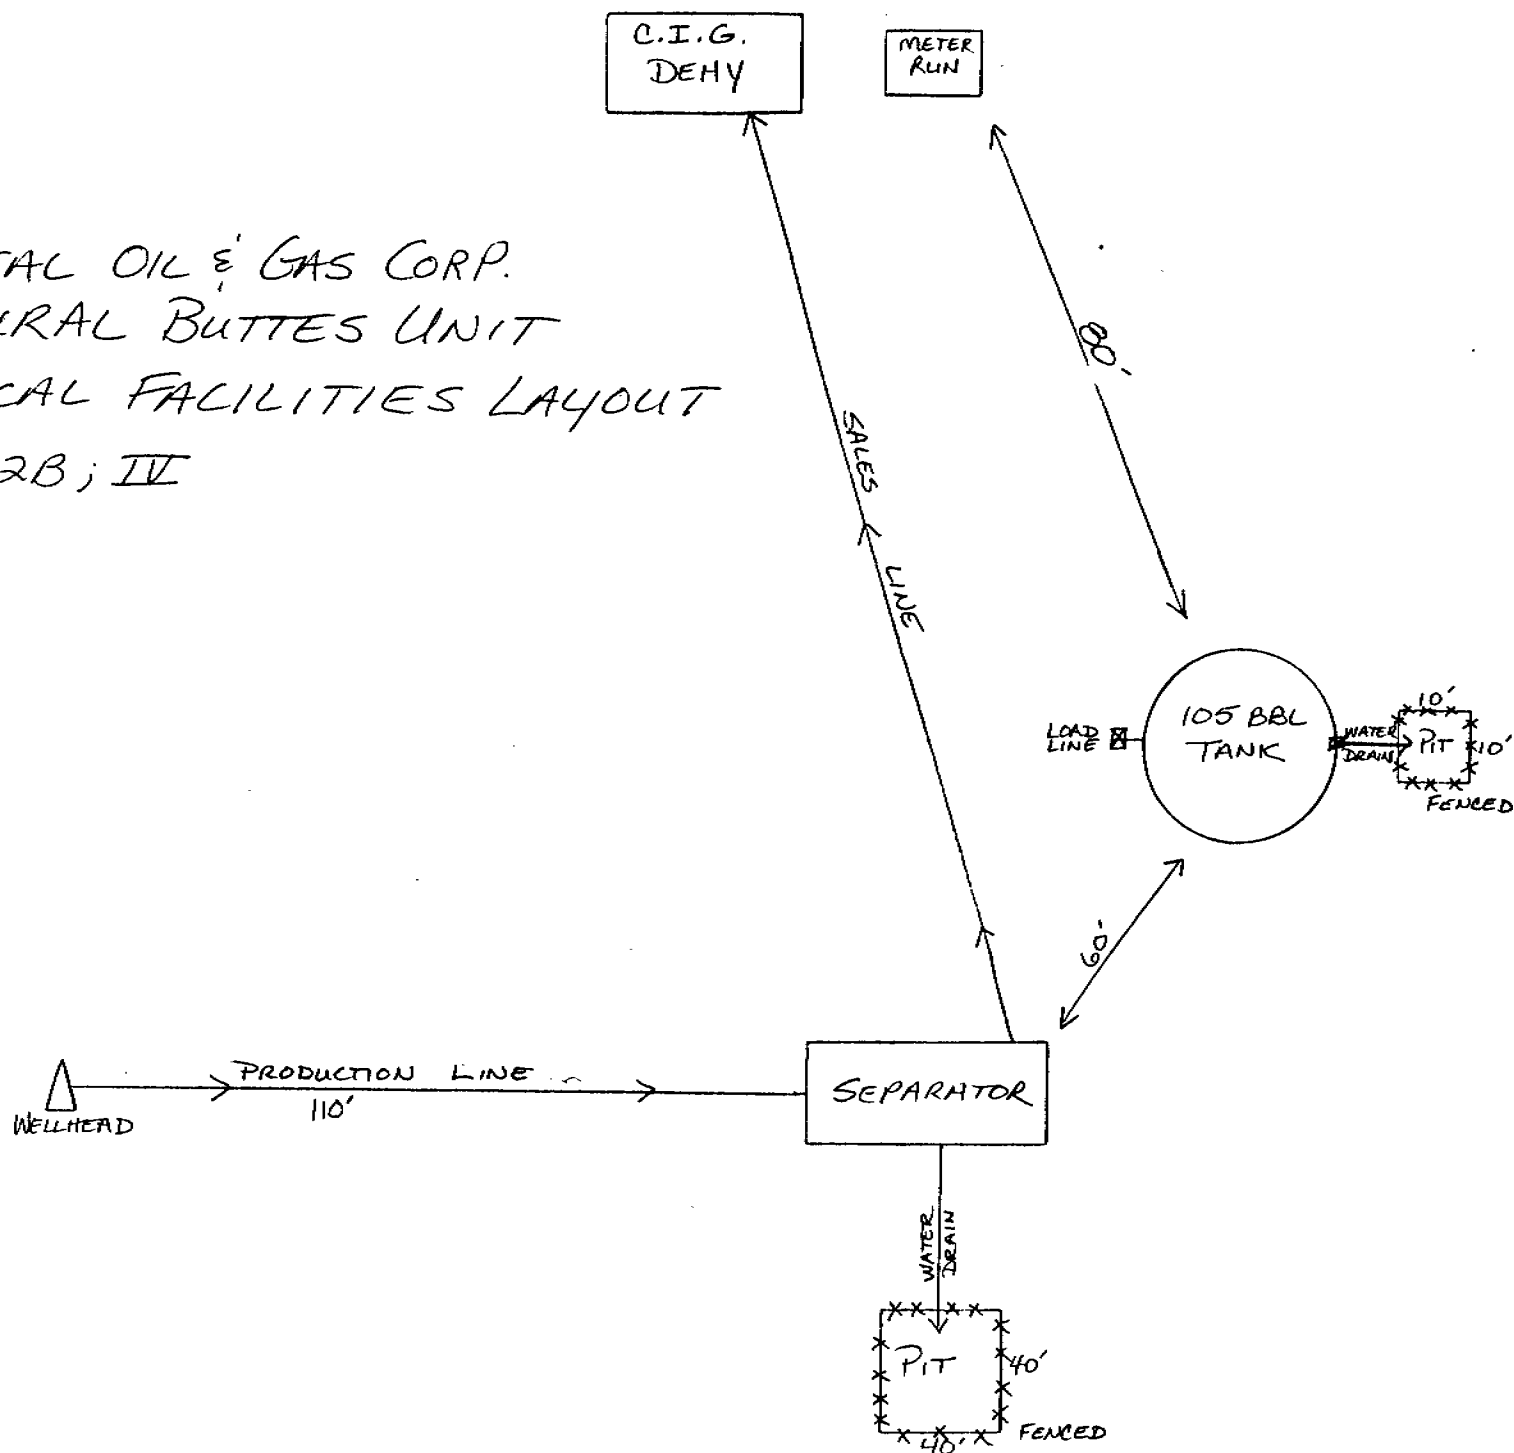 C.I.G.
DEHY
METER
RUN
TAL OIL & GAS CORP.
URAL BUTTES UNIT
CAL FACILITIES LAYOUT
2B; IV
80'
SALES LINE
105 BBL
TANK
LOAD
LINE
WATER
DRAIN
10'
PIT
10'
FENCED
60'
PRODUCTION LINE
110'
WELLHEAD
SEPARATOR
WATER
DRAIN
PIT
40'
40'
FENCED